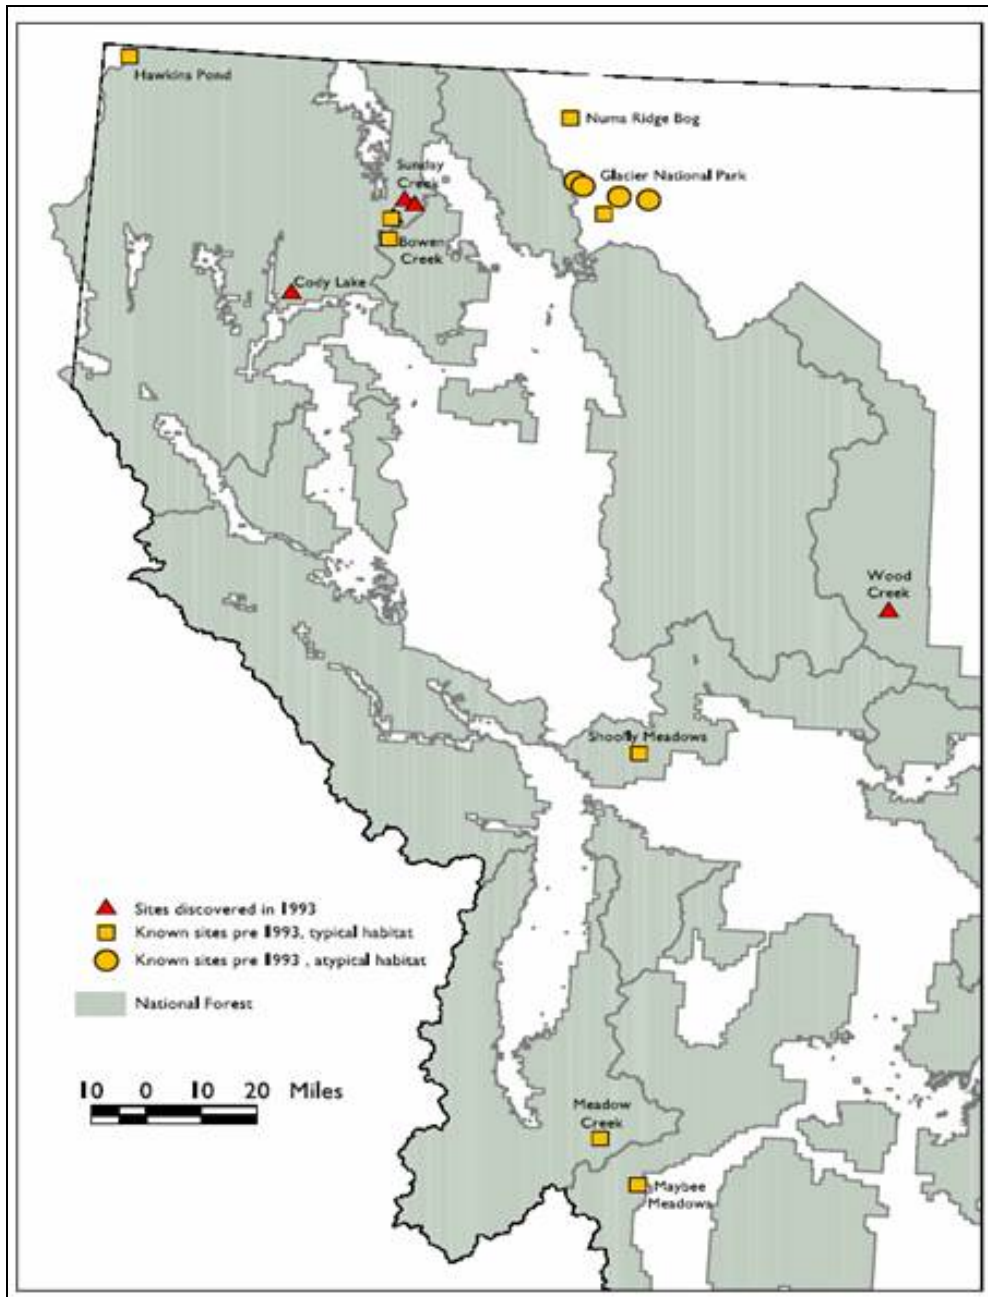 Hawkins Pond
Numa Ridge Bog
Sunday
Creek
Glacier National Park
Bowen
Creek
Cody Lake
Wood
Creek
Shoofly Meadows
Sites discovered in 1993
Known sites pre 1993, typical habitat
Known sites pre 1993 , atypical habitat
National Forest
10 0 10 20 Miles
Meadow
Creek
Maybee
Meadows